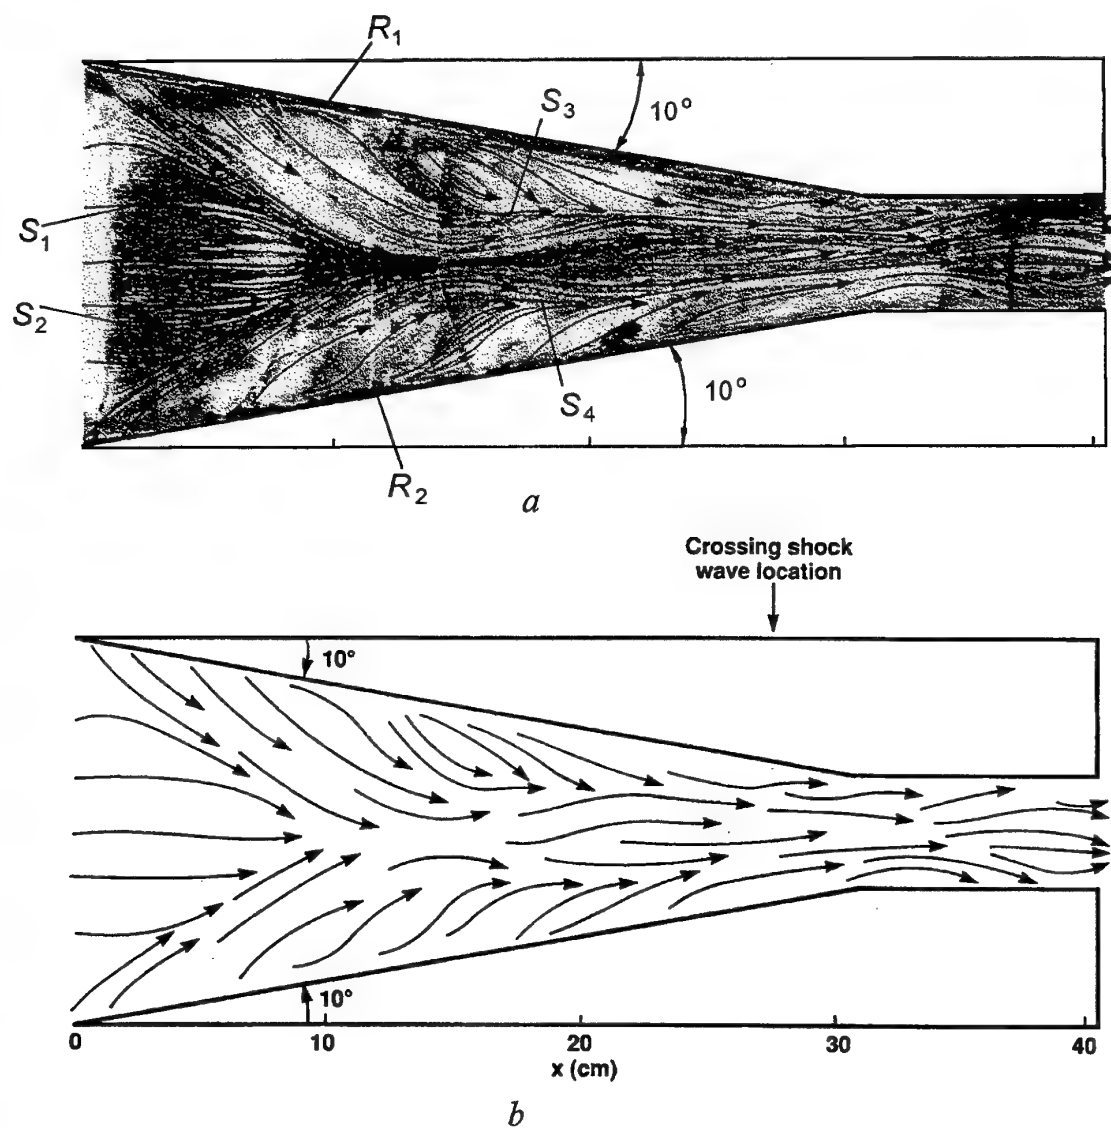 R1
S3
10°
S1
S2
S4
10°
R2
a
Crossing shock
wave location
10°
10°
0 10 20 30 40
x (cm)
b